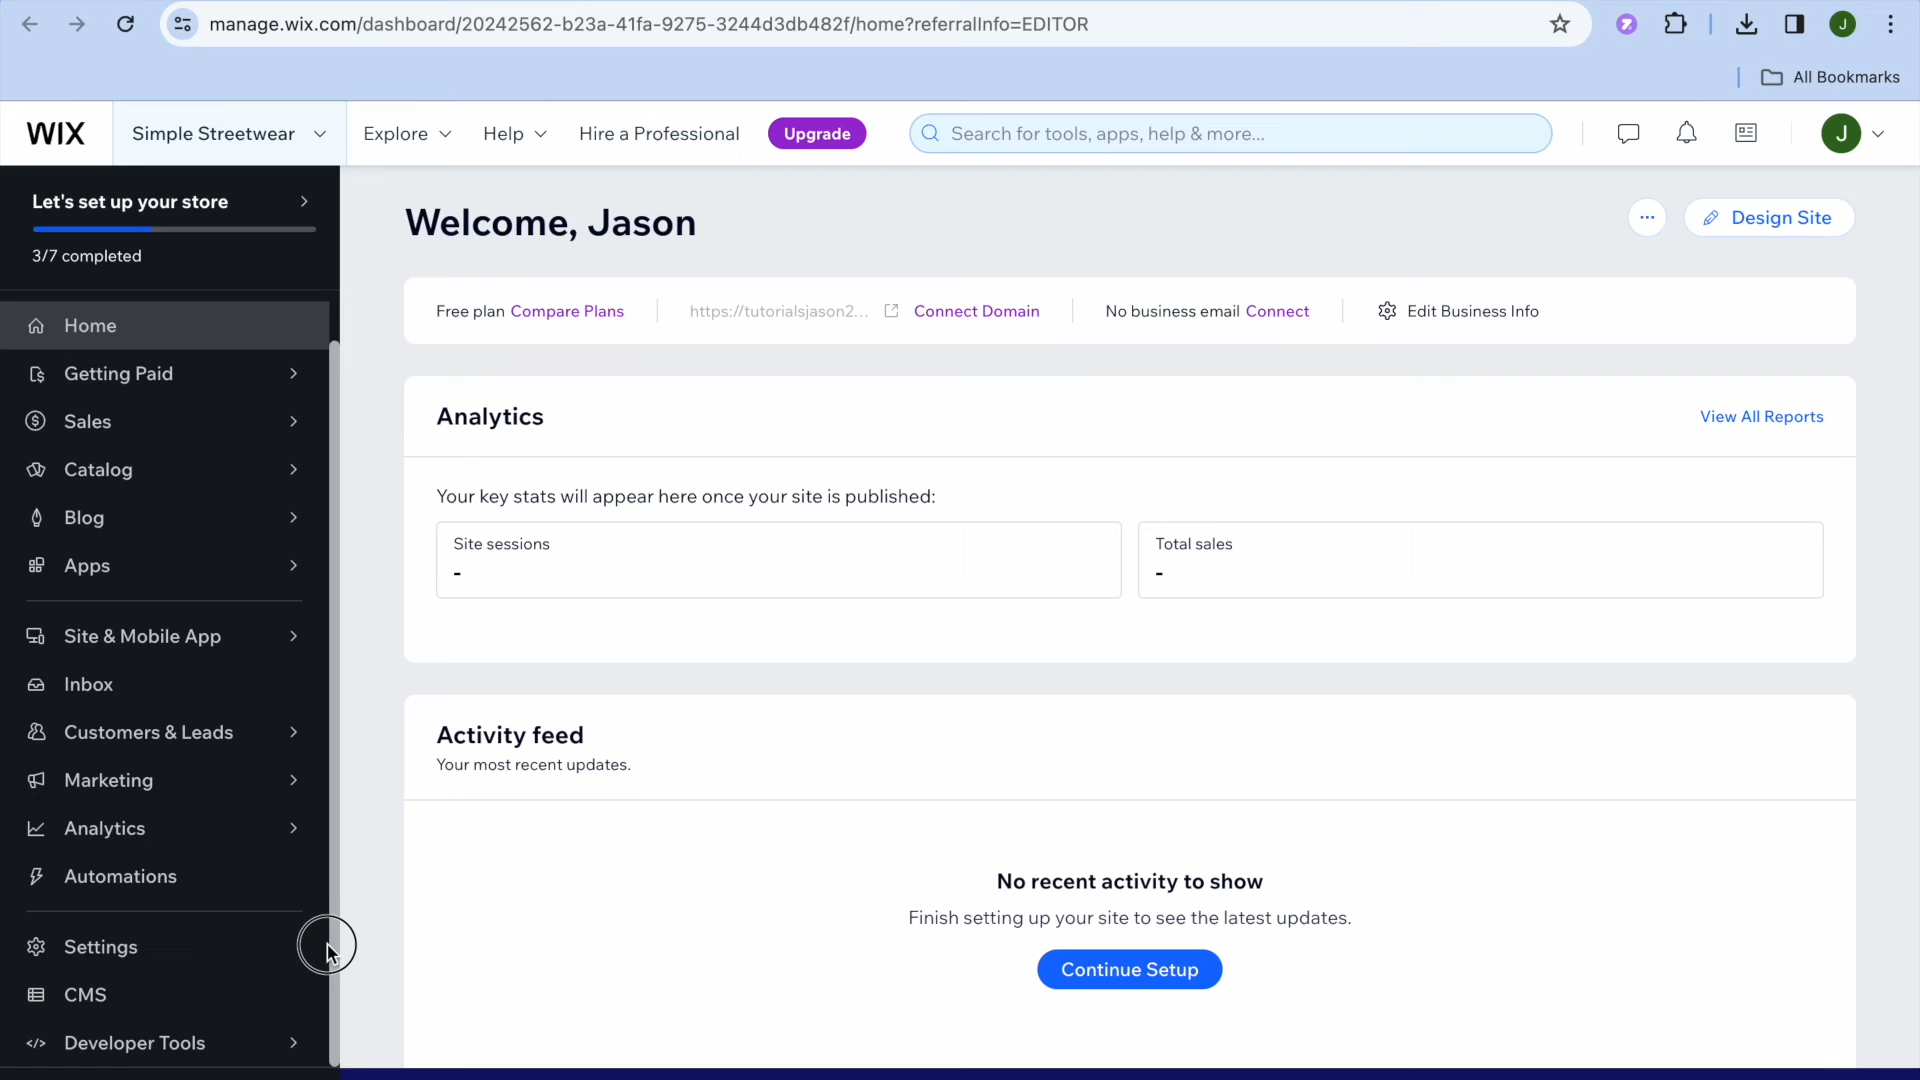 manage.wix.com/dashboard/20242562-b23a-41fa-9275-3244d3db482f/home?referralInfo=EDITOR
J
All Bookmarks
WIX
Simple Streetwear
Explore
Help
Hire a Professional
Upgrade
Search for tools, apps, help & more...
J
Let's set up your store
3/7 completed
Home
Getting Paid
Sales
Catalog
Blog
Apps
Site & Mobile App
Inbox
Customers & Leads
Marketing
Analytics
Automations
Settings
CMS
Developer Tools
Welcome, Jason
Design Site
Free plan Compare Plans
https://tutorialsjason2...
Connect Domain
No business email Connect
Edit Business Info
Analytics
View All Reports
Your key stats will appear here once your site is published:
Site sessions
-
Total sales
-
Activity feed
Your most recent updates.
No recent activity to show
Finish setting up your site to see the latest updates.
Continue Setup